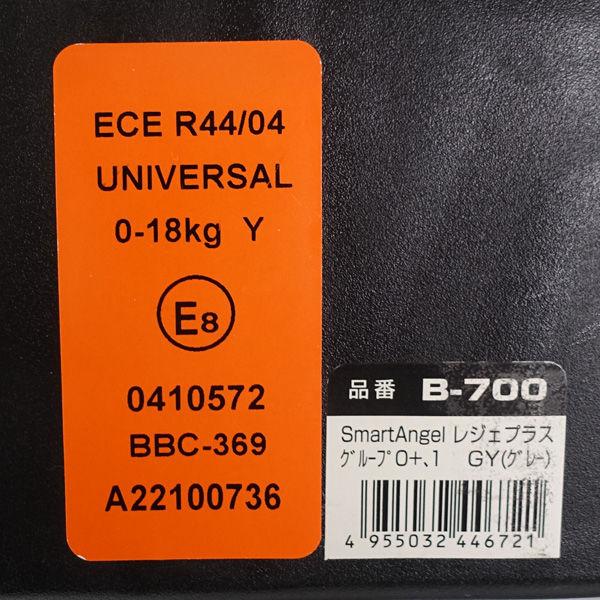 ECE R44/04
UNIVERSAL
0-18kg Y
E8
0410572
BBC-369
A22100736
品番 B-700
SmartAngel レジェプラス
ｸﾞﾙｰﾌﾟ0+､1 GY(ｸﾞﾚｰ)
4 955032 446721